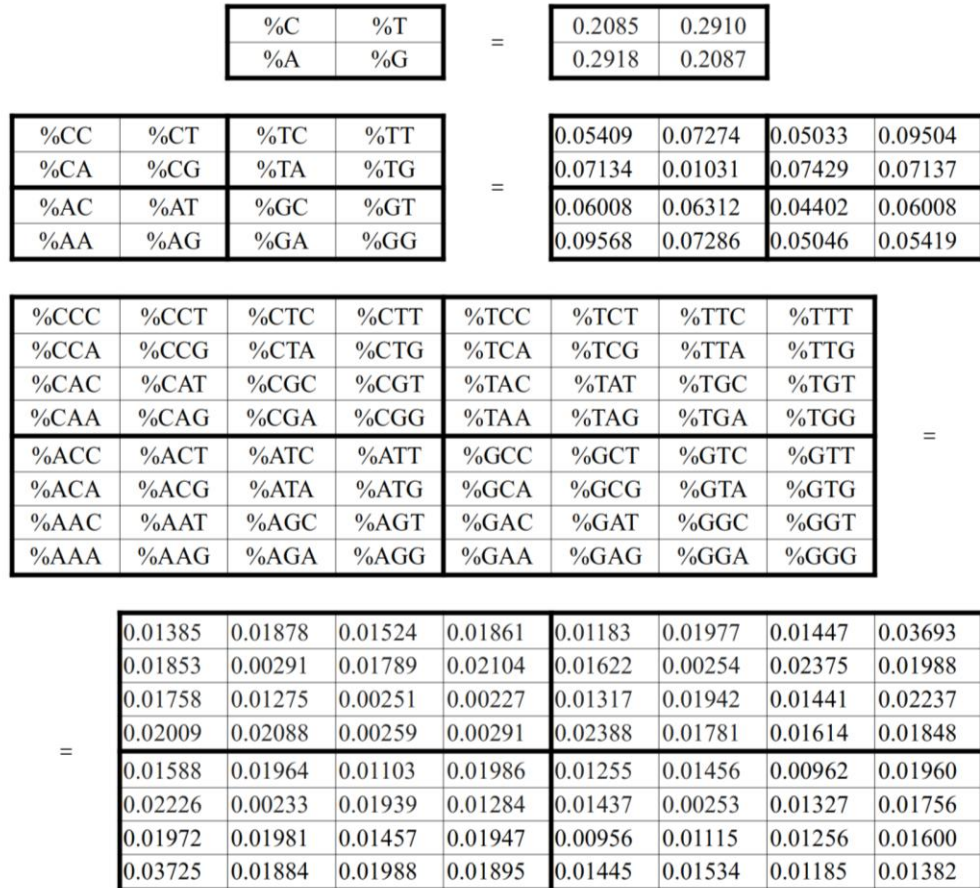 %C %T 0.2085 0.2910
=
%A %G 0.2918 0.2087
%CC %CT %TC %TT 0.05409 0.07274 0.05033 0.09504
%CA %CG %TA %TG 0.07134 0.01031 0.07429 0.07137
=
%AC %AT %GC %GT 0.06008 0.06312 0.04402 0.06008
%AA %AG %GA %GG 0.09568 0.07286 0.05046 0.05419
%CCC %CCT %CTC %CTT %TCC %TCT %TTC %TTT
%CCA %CCG %CTA %CTG %TCA %TCG %TTA %TTG
%CAC %CAT %CGC %CGT %TAC %TAT %TGC %TGT
%CAA %CAG %CGA %CGG %TAA %TAG %TGA %TGG
=
%ACC %ACT %ATC %ATT %GCC %GCT %GTC %GTT
%ACA %ACG %ATA %ATG %GCA %GCG %GTA %GTG
%AAC %AAT %AGC %AGT %GAC %GAT %GGC %GGT
%AAA %AAG %AGA %AGG %GAA %GAG %GGA %GGG
0.01385 0.01878 0.01524 0.01861 0.01183 0.01977 0.01447 0.03693
0.01853 0.00291 0.01789 0.02104 0.01622 0.00254 0.02375 0.01988
0.01758 0.01275 0.00251 0.00227 0.01317 0.01942 0.01441 0.02237
0.02009 0.02088 0.00259 0.00291 0.02388 0.01781 0.01614 0.01848
=
0.01588 0.01964 0.01103 0.01986 0.01255 0.01456 0.00962 0.01960
0.02226 0.00233 0.01939 0.01284 0.01437 0.00253 0.01327 0.01756
0.01972 0.01981 0.01457 0.01947 0.00956 0.01115 0.01256 0.01600
0.03725 0.01884 0.01988 0.01895 0.01445 0.01534 0.01185 0.01382